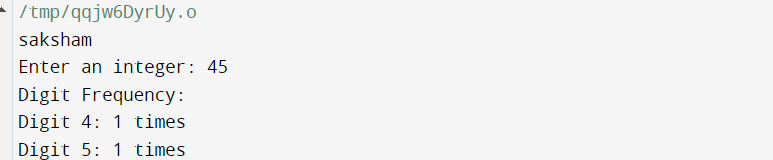 /tmp/qqjw6DyrUy.o
saksham
Enter an integer: 45
Digit Frequency:
Digit 4: 1 times
Digit 5: 1 times